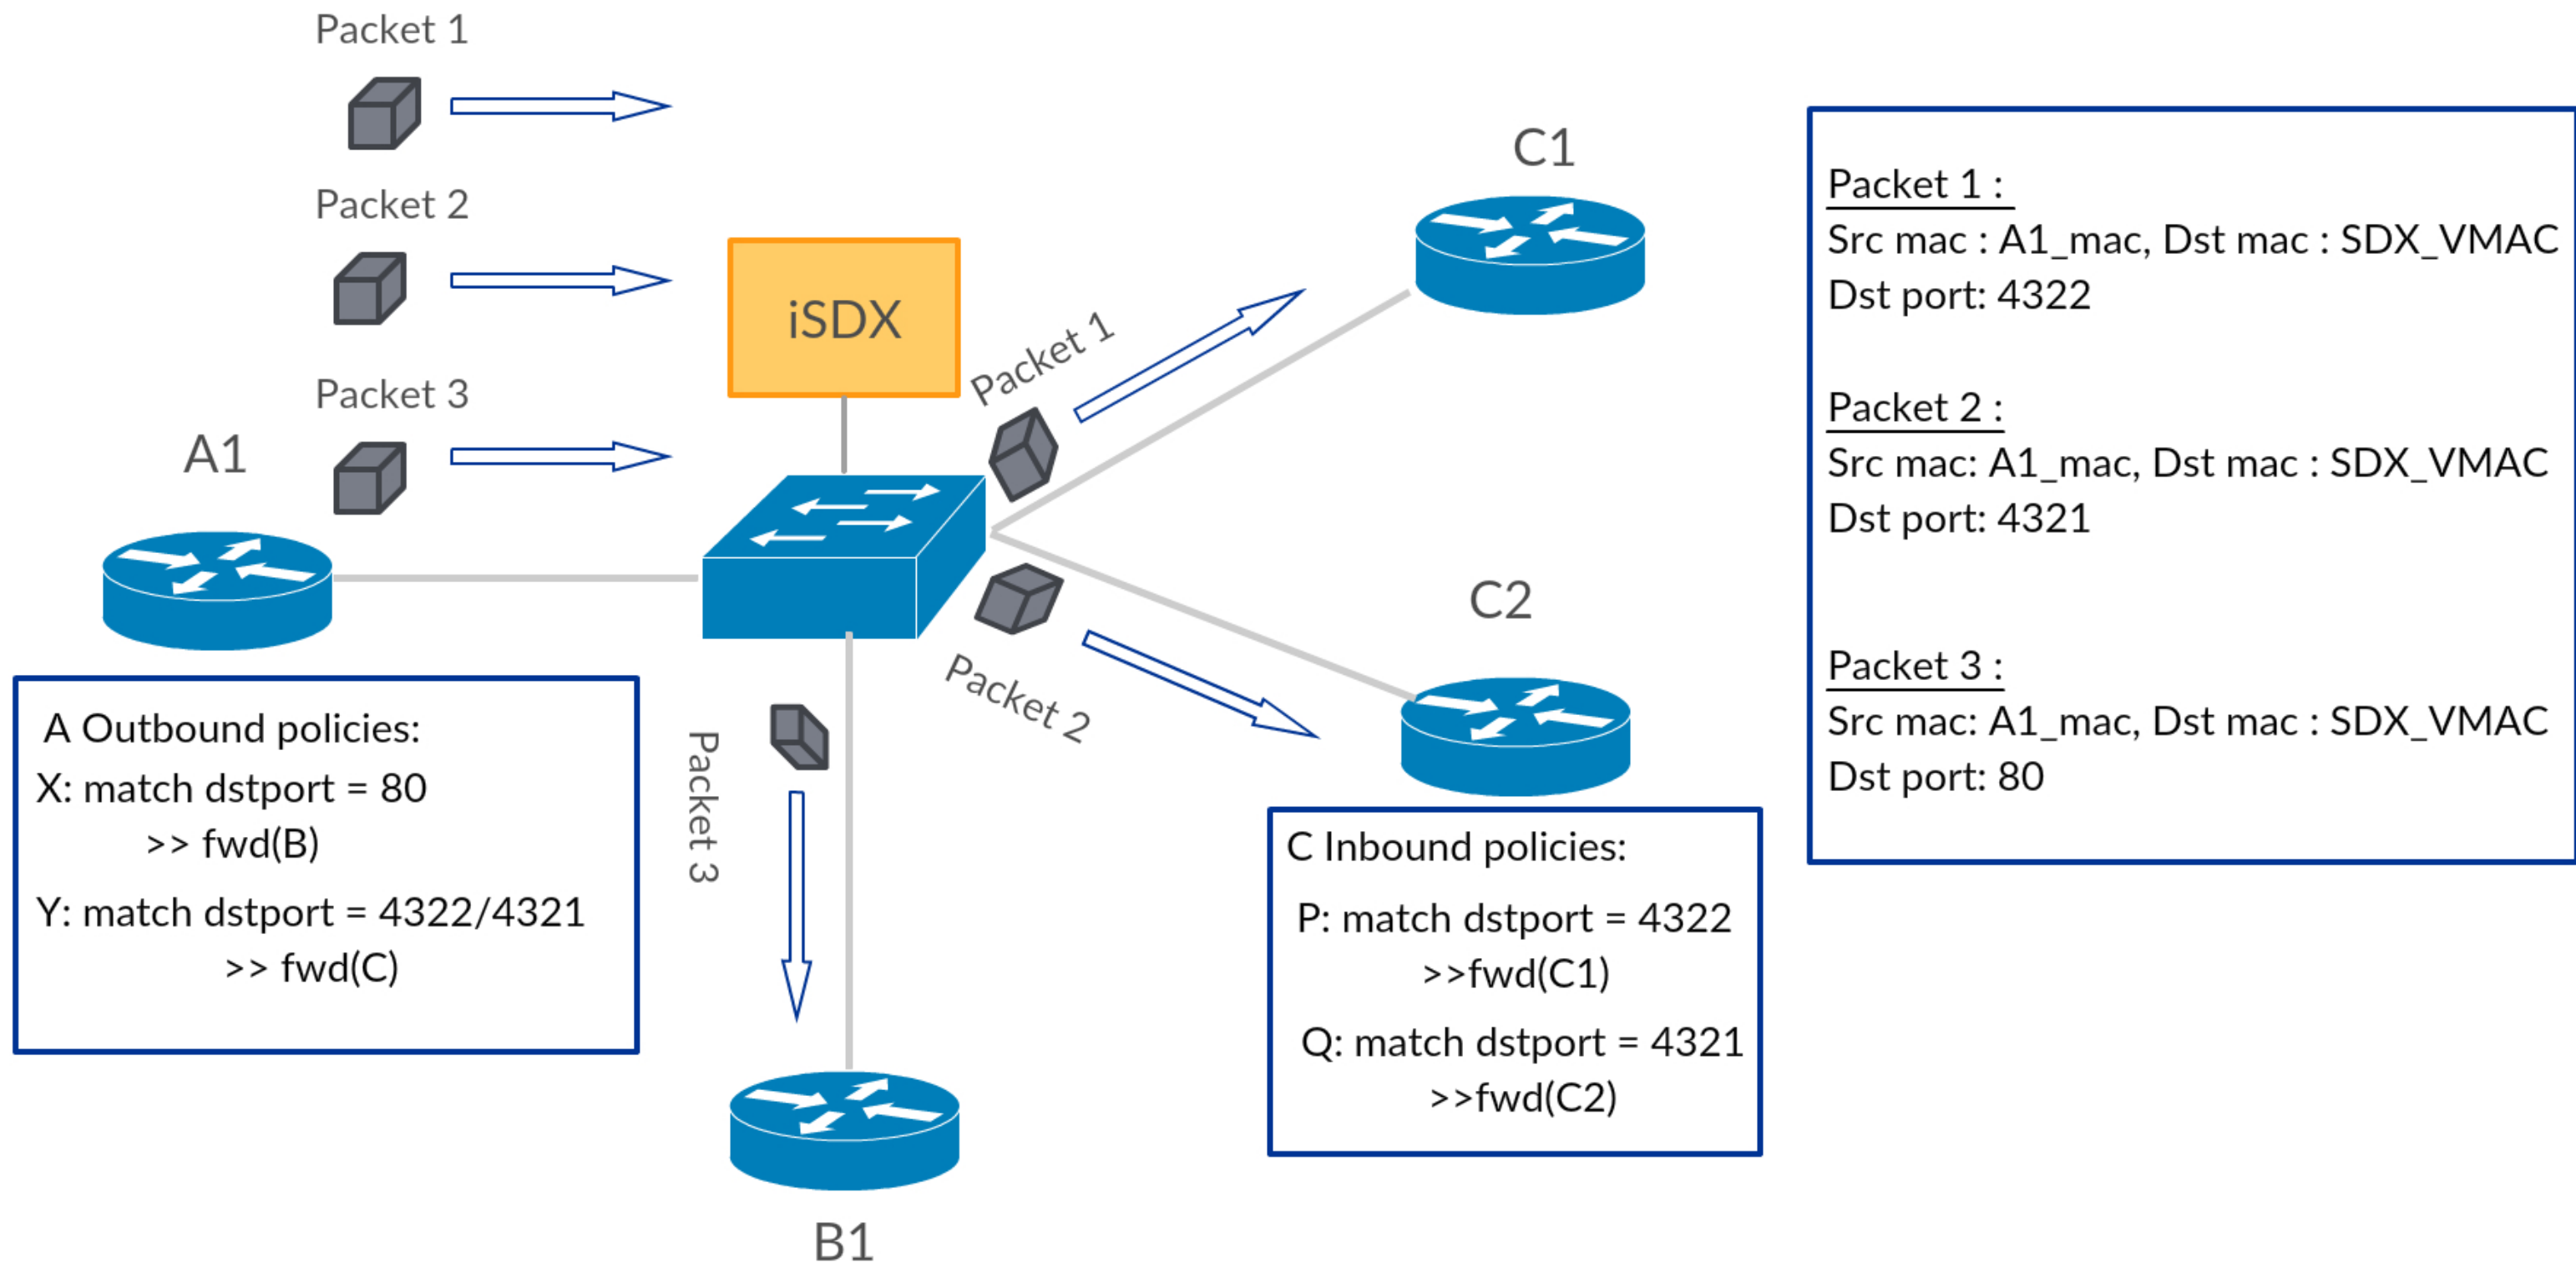 Packet 1
Packet 2
Packet 3
A1
iSDX
Packet 1
C1
Packet 2
C2
Packet 3
B1
A Outbound policies:
X: match dstport = 80
>> fwd(B)
Y: match dstport = 4322/4321
>> fwd(C)
C Inbound policies:
P: match dstport = 4322
>>fwd(C1)
Q: match dstport = 4321
>>fwd(C2)
Packet 1 :
Src mac : A1_mac, Dst mac : SDX_VMAC
Dst port: 4322
Packet 2 :
Src mac: A1_mac, Dst mac : SDX_VMAC
Dst port: 4321
Packet 3 :
Src mac: A1_mac, Dst mac : SDX_VMAC
Dst port: 80